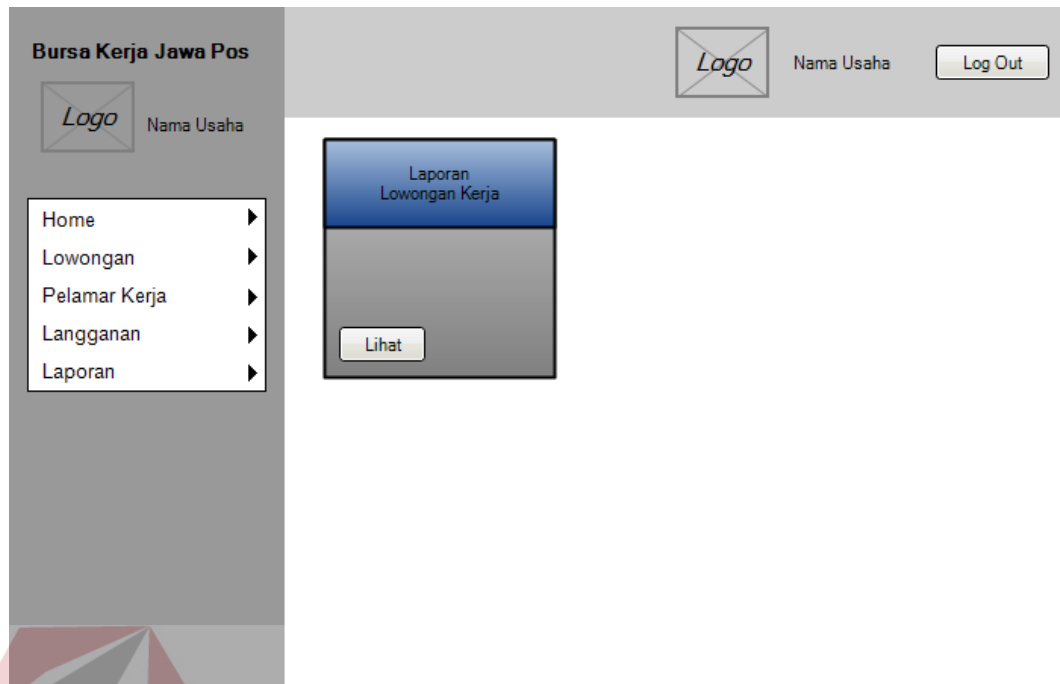 Bursa Kerja Jawa Pos
Logo
Nama Usaha
Logo
Nama Usaha
Log Out
Home
Lowongan
Pelamar Kerja
Langganan
Laporan
Laporan
Lowongan Kerja
Lihat